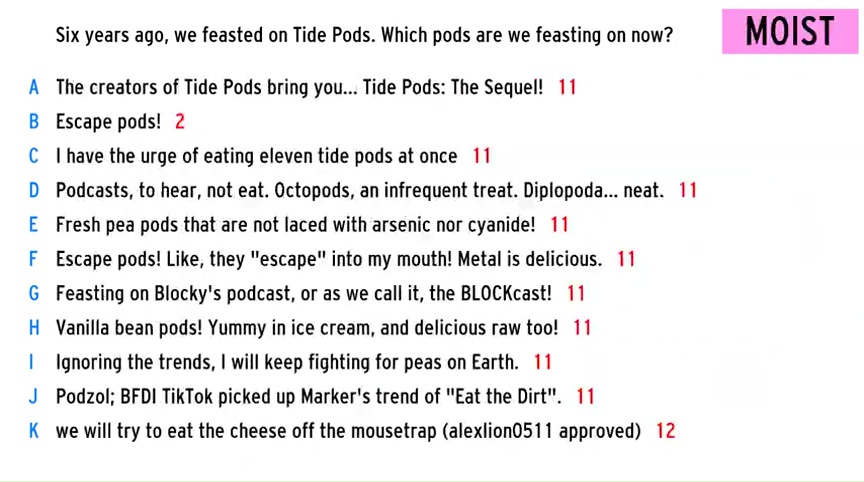 Six years ago, we feasted on Tide Pods. Which pods are we feasting on now?
MOIST
A The creators of Tide Pods bring you... Tide Pods: The Sequel! 11
B Escape pods! 2
C I have the urge of eating eleven tide pods at once 11
D Podcasts, to hear, not eat. Octopods, an infrequent treat. Diplopoda... neat. 11
E Fresh pea pods that are not laced with arsenic nor cyanide! 11
F Escape pods! Like, they "escape" into my mouth! Metal is delicious. 11
G Feasting on Blocky's podcast, or as we call it, the BLOCKcast! 11
H Vanilla bean pods! Yummy in ice cream, and delicious raw too! 11
I Ignoring the trends, I will keep fighting for peas on Earth. 11
J Podzol; BFDI TikTok picked up Marker's trend of "Eat the Dirt". 11
K we will try to eat the cheese off the mousetrap (alexlion0511 approved) 12